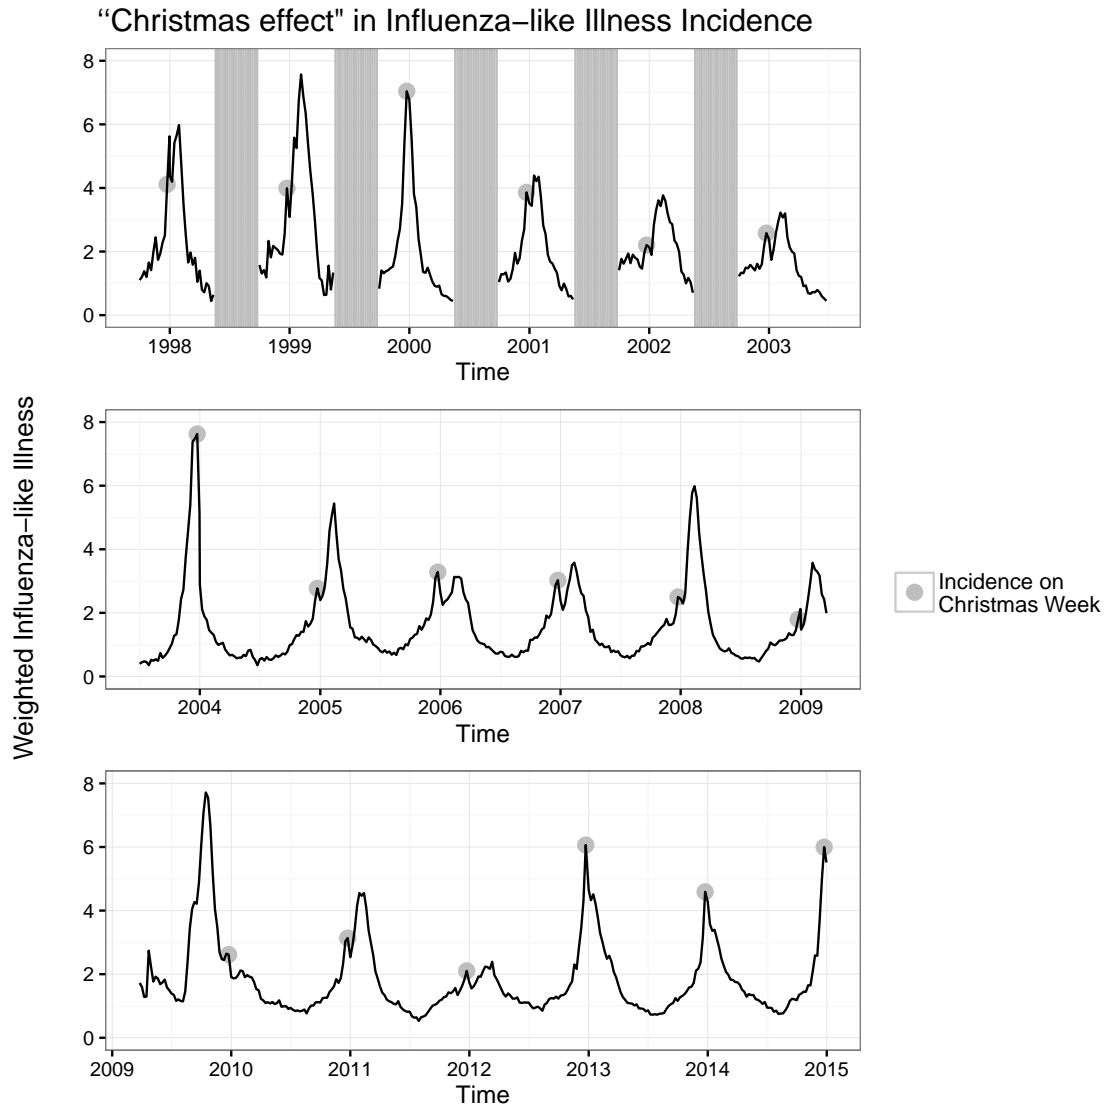 ‘‘Christmas effect" in Influenza−like Illness Incidence
8
6
4
2
0
1998 1999 2000 2001 2002 2003
Time
Weighted Influenza−like Illness
8
6
4
2
0
2004 2005 2006 2007 2008 2009
Time
Incidence on
Christmas Week
8
6
4
2
0
2009 2010 2011 2012 2013 2014 2015
Time